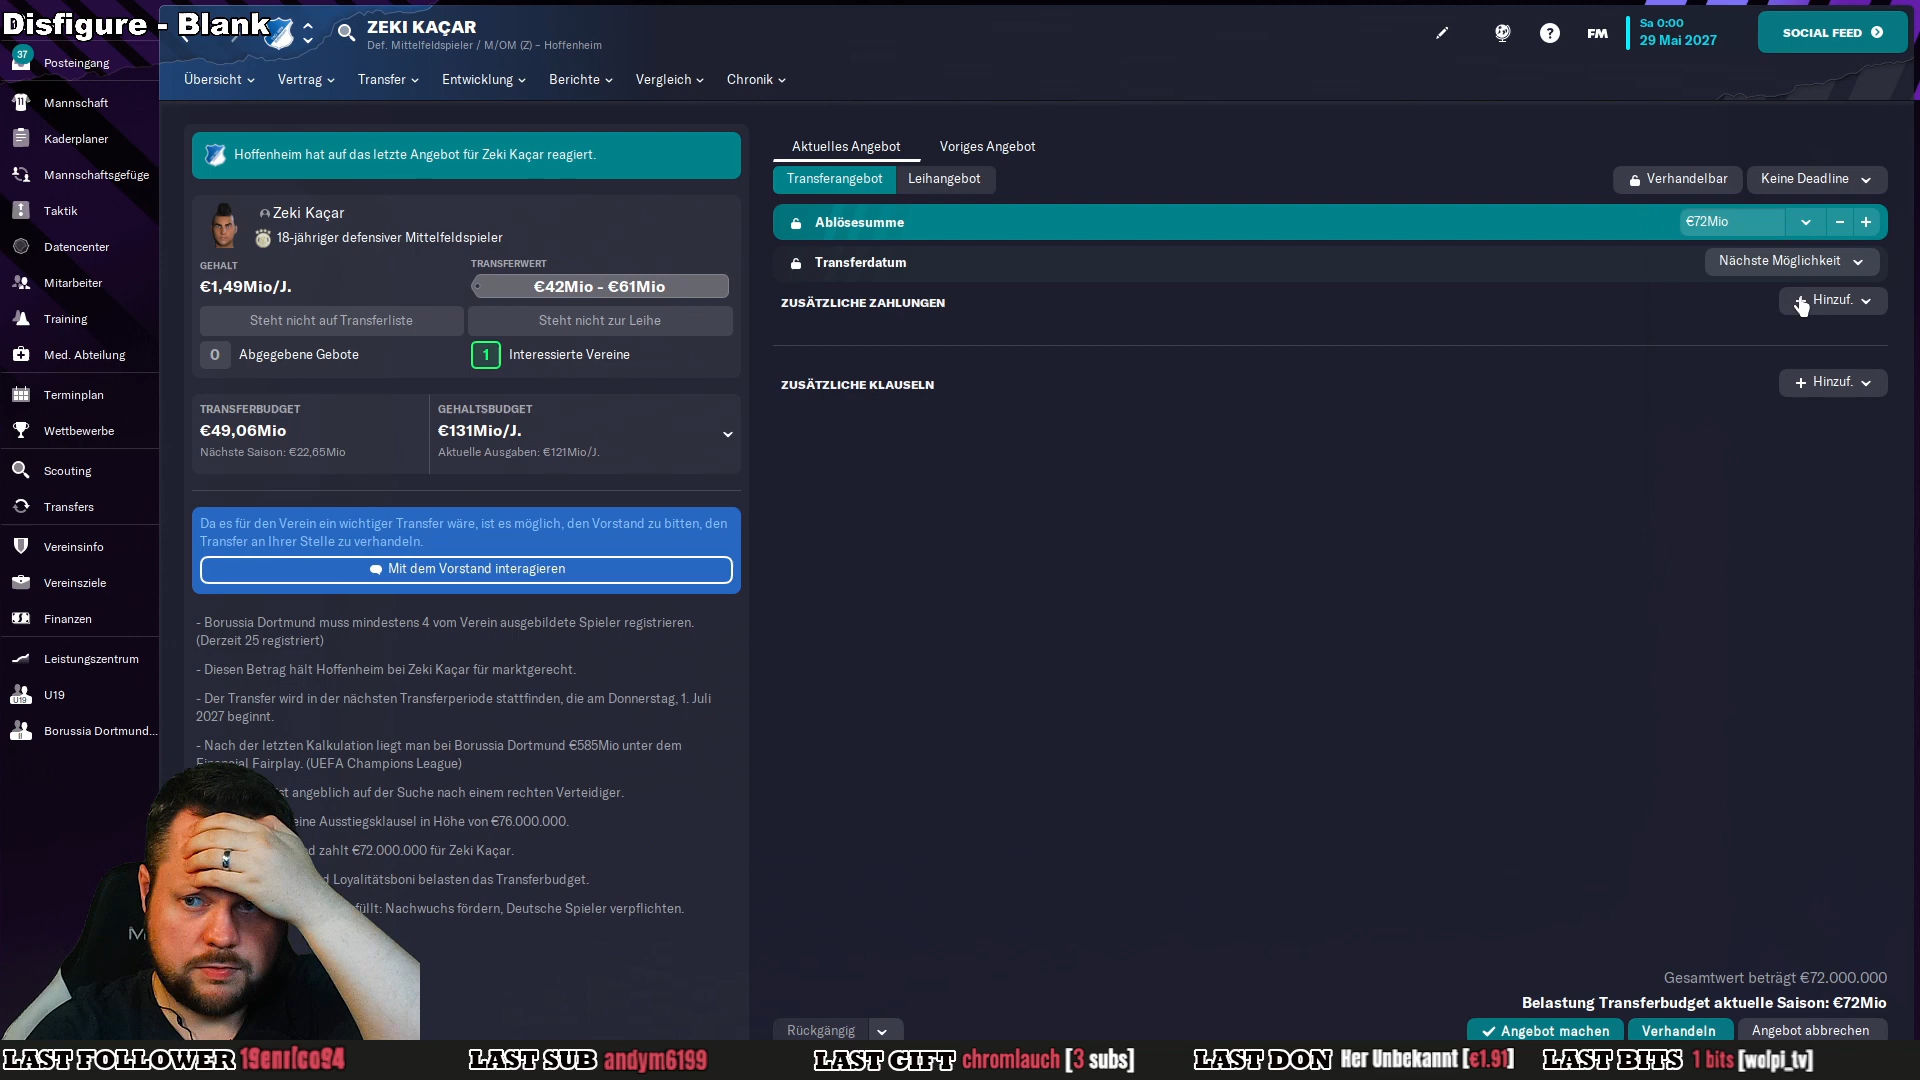 Disfigure - Blank
37
Posteingang
Mannschaft
Kaderplaner
Mannschaftsgefüge
Taktik
Datencenter
Mitarbeiter
Training
Med. Abteilung
Terminplan
Wettbewerbe
Scouting
Transfers
Vereinsinfo
Vereinsziele
Finanzen
Leistungszentrum
U19
Borussia Dortmund...
ZEKI KAÇAR
Def. Mittelfeldspieler / M/OM (Z) – Hoffenheim
FM
Sa 0:00
29 Mai 2027
SOCIAL FEED
Übersicht
Vertrag
Transfer
Entwicklung
Berichte
Vergleich
Chronik
Hoffenheim hat auf das letzte Angebot für Zeki Kaçar reagiert.
Zeki Kaçar
18-jähriger defensiver Mittelfeldspieler
GEHALT
€1,49Mio/J.
TRANSFERWERT
€42Mio - €61Mio
Steht nicht auf Transferliste
Steht nicht zur Leihe
0 Abgegebene Gebote
1 Interessierte Vereine
TRANSFERBUDGET
€49,06Mio
Nächste Saison: €22,65Mio
GEHALTSBUDGET
€131Mio/J.
Aktuelle Ausgaben: €121Mio/J.
Da es für den Verein ein wichtiger Transfer wäre, ist es möglich, den Vorstand zu bitten, den
Transfer an Ihrer Stelle zu verhandeln.
Mit dem Vorstand interagieren
- Borussia Dortmund muss mindestens 4 vom Verein ausgebildete Spieler registrieren.
(Derzeit 25 registriert)
- Diesen Betrag hält Hoffenheim bei Zeki Kaçar für marktgerecht.
- Der Transfer wird in der nächsten Transferperiode stattfinden, die am Donnerstag, 1. Juli
2027 beginnt.
- Nach der letzten Kalkulation liegt man bei Borussia Dortmund €585Mio unter dem
Financial Fairplay. (UEFA Champions League)
st angeblich auf der Suche nach einem rechten Verteidiger.
eine Ausstiegsklausel in Höhe von €76.000.000.
d zahlt €72.000.000 für Zeki Kaçar.
d Loyalitätsboni belasten das Transferbudget.
füllt: Nachwuchs fördern, Deutsche Spieler verpflichten.
Aktuelles Angebot
Voriges Angebot
Transferangebot
Leihangebot
Verhandelbar
Keine Deadline
Ablösesumme
€72Mio
Transferdatum
Nächste Möglichkeit
ZUSÄTZLICHE ZAHLUNGEN
Hinzuf.
ZUSÄTZLICHE KLAUSELN
Hinzuf.
Gesamtwert beträgt €72.000.000
Belastung Transferbudget aktuelle Saison: €72Mio
Rückgängig
Angebot machen
Verhandeln
Angebot abbrechen
LAST FOLLOWER 19enrico94
LAST SUB andym6199
LAST GIFT chromlauch [3 subs]
LAST DON Her Unbekannt [€1.91]
LAST BITS 1 bits [wolpi_tv]